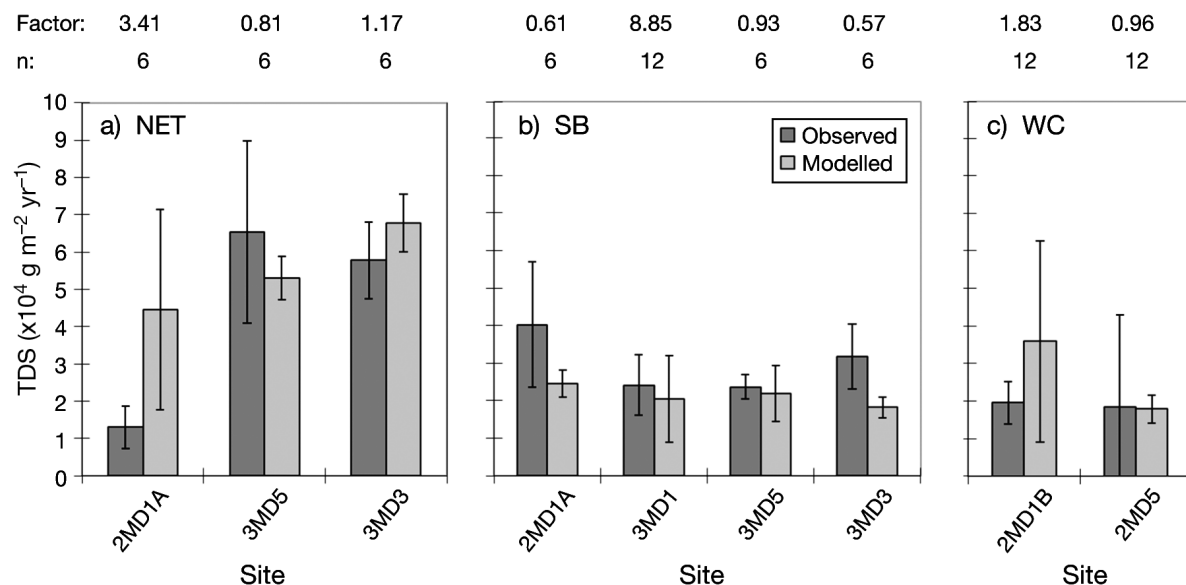 Factor: 3.41 0.81 1.17 0.61 8.85 0.93 0.57 1.83 0.96
n: 6 6 6 6 12 6 6 12 12
a) NET
b) SB
c) WC
Observed
Modelled
TDS (x10⁴ g m⁻² yr⁻¹)
10
9
8
7
6
5
4
3
2
1
0
2MD1A 3MD5 3MD3 2MD1A 3MD1 3MD5 3MD3 2MD1B 2MD5
Site Site Site